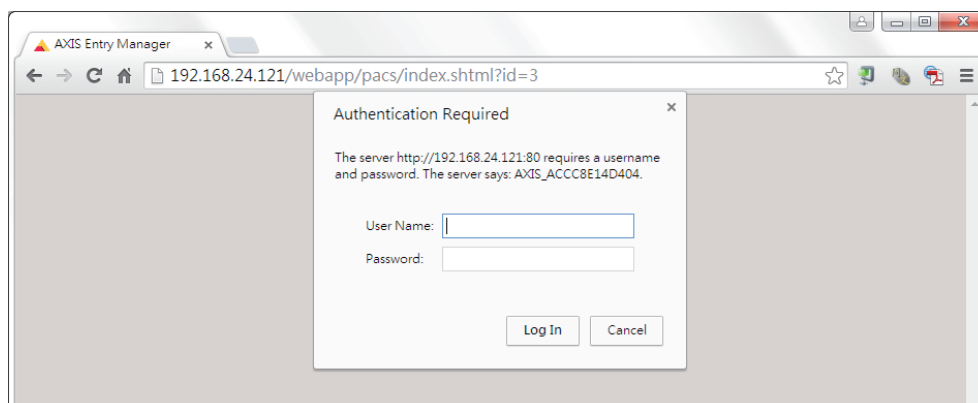 AXIS Entry Manager
192.168.24.121/webapp/pacs/index.shtml?id=3
Authentication Required
The server http://192.168.24.121:80 requires a username
and password. The server says: AXIS_ACCC8E14D404.
User Name:
Password:
Log In Cancel